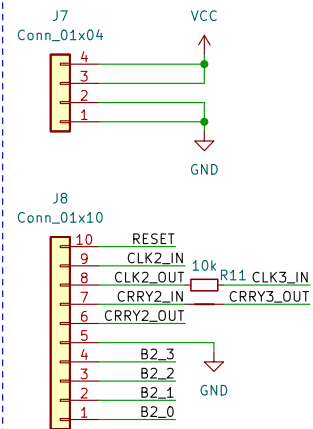 J7
Conn_01x04
VCC
4
3
2
1
GND
J8
Conn_01x10
10 RESET
9 CLK2_IN
10k
8 CLK2_OUT R11 CLK3_IN
7 CRRY2_IN CRRY3_OUT
6 CRRY2_OUT
5
4 B2_3
GND
3 B2_2
2 B2_1
1 B2_0